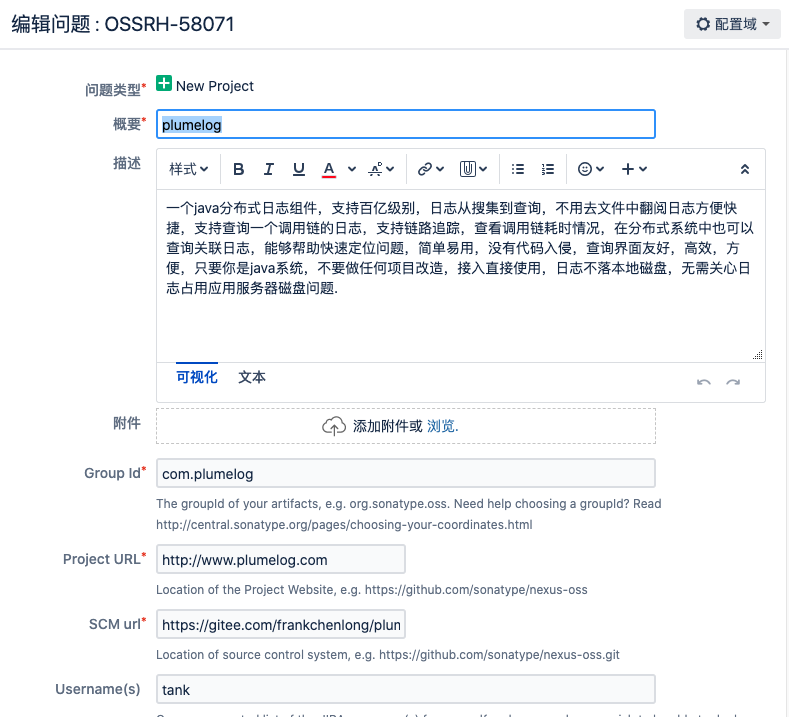 编辑问题 : OSSRH-58071
配置域
问题类型* New Project
概要* plumelog
描述
样式 B I U A
一个java分布式日志组件，支持百亿级别，日志从搜集到查询，不用去文件中翻阅日志方便快
捷，支持查询一个调用链的日志，支持链路追踪，查看调用链耗时情况，在分布式系统中也可以
查询关联日志，能够帮助快速定位问题，简单易用，没有代码入侵，查询界面友好，高效，方
便，只要你是java系统，不要做任何项目改造，接入直接使用，日志不落本地磁盘，无需关心日
志占用应用服务器磁盘问题.
可视化 文本
附件 添加附件或 浏览.
Group Id* com.plumelog
The groupId of your artifacts, e.g. org.sonatype.oss. Need help choosing a groupId? Read
http://central.sonatype.org/pages/choosing-your-coordinates.html
Project URL* http://www.plumelog.com
Location of the Project Website, e.g. https://github.com/sonatype/nexus-oss
SCM url* https://gitee.com/frankchenlong/plun
Location of source control system, e.g. https://github.com/sonatype/nexus-oss.git
Username(s) tank